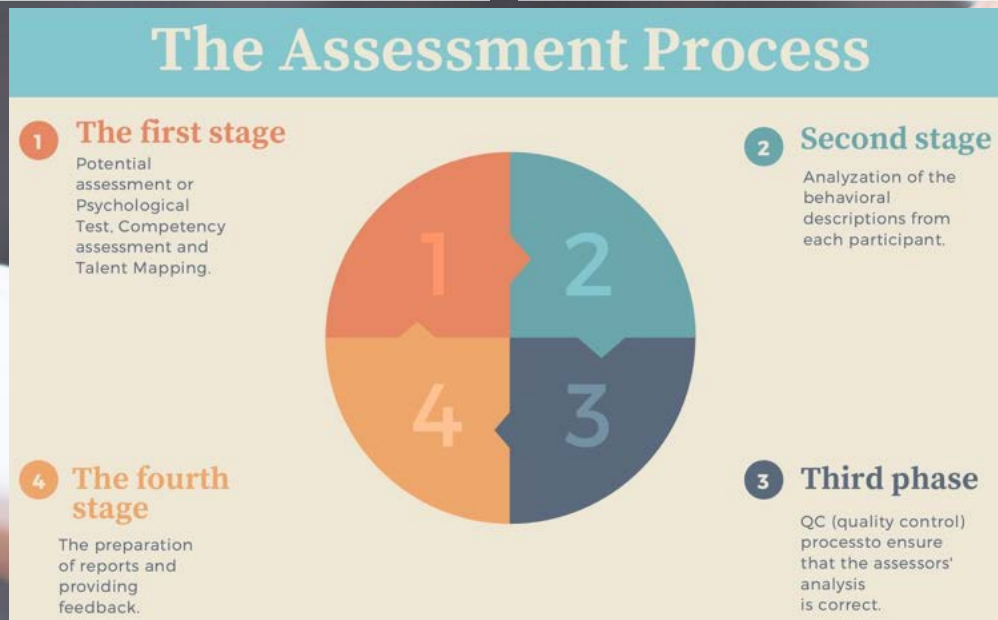 The Assessment Process
1
The first stage
Potential
assessment or
Psychological
Test, Competency
assessment and
Talent Mapping.
2
Second stage
Analyzation of the
behavioral
descriptions from
each participant.
1
2
4
3
4
The fourth
stage
The preparation
of reports and
providing
feedback.
3
Third phase
QC (quality control)
processto ensure
that the assessors'
analysis
is correct.